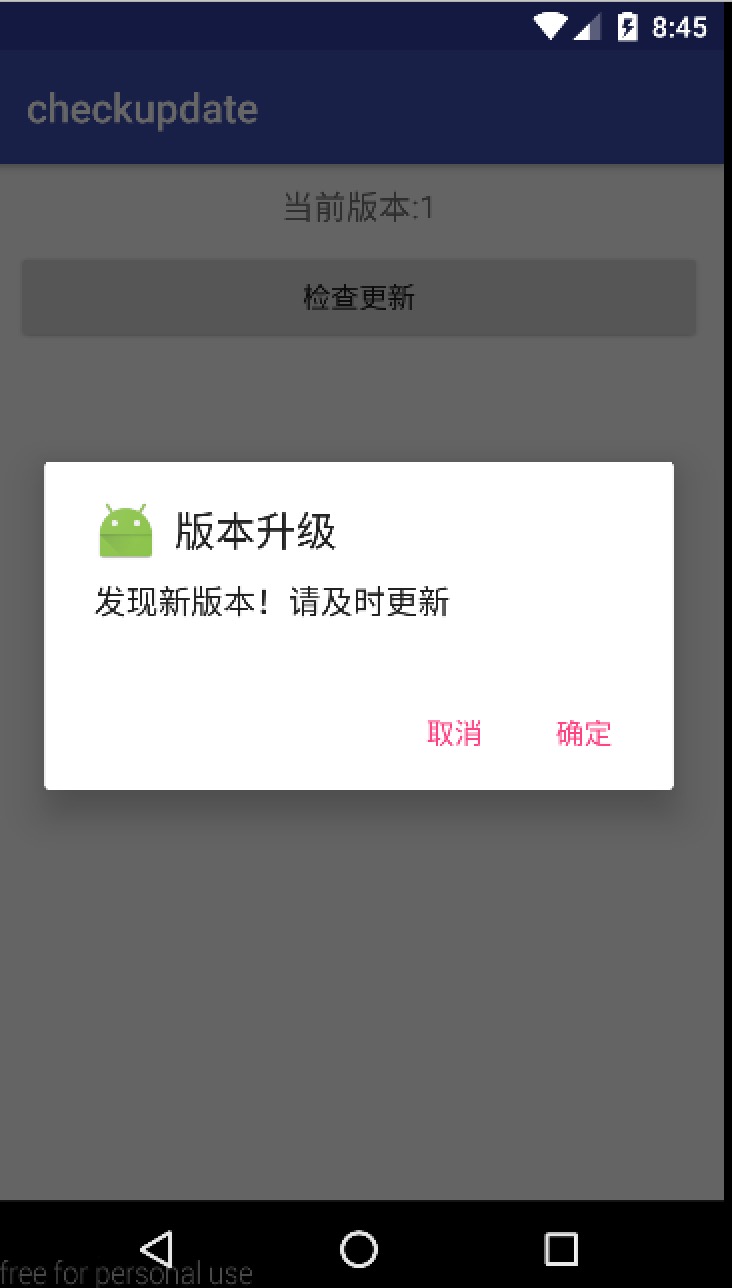 8:45
checkupdate
当前版本:1
检查更新
版本升级
发现新版本！请及时更新
取消 确定
free for personal use